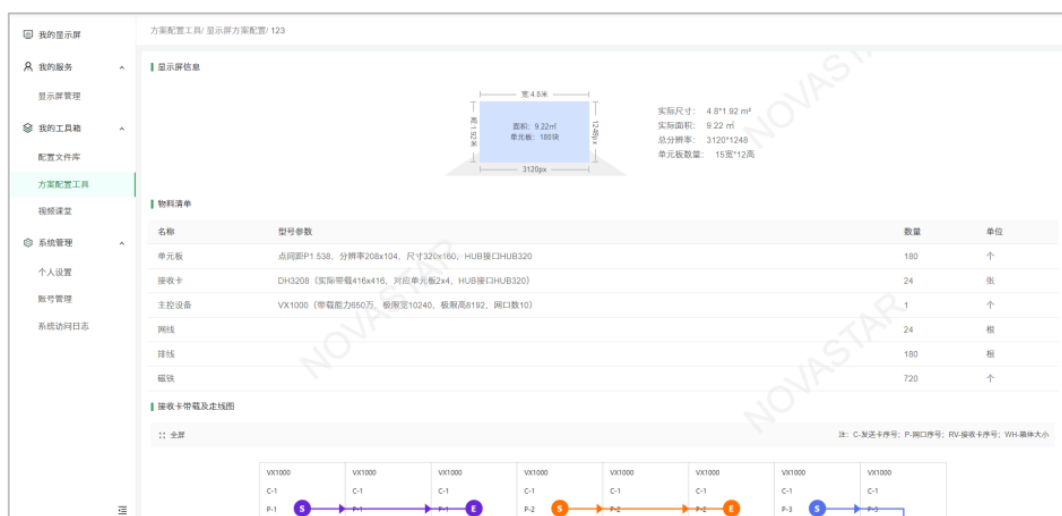 我的显示屏
我的服务
显示屏管理
我的工具箱
配置文件库
方案配置工具
视频课堂
系统管理
个人设置
账号管理
系统访问日志
方案配置工具/ 显示屏方案配置/ 123
显示屏信息
宽:4.8米
高:1.92米
面积: 9.22㎡
单元板: 180块
1248px
3120px
实际尺寸: 4.8*1.92 m²
实际面积: 9.22 ㎡
总分辨率: 3120*1248
单元板数量: 15宽*12高
物料清单
名称 型号参数 数量 单位
单元板 点间距P1.538, 分辨率208x104, 尺寸320x160, HUB接口HUB320 180 个
接收卡 DH3208 (实际带载416x416, 对应单元板2x4, HUB接口HUB320) 24 张
主控设备 VX1000 (带载能力650万, 极限宽10240, 极限高8192, 网口数10) 1 个
网线 24 根
排线 180 根
磁铁 720 个
接收卡带载及走线图
全屏
注: C-发送卡序号; P-网口序号; RV-接收卡序号; WH-箱体大小
VX1000 VX1000 VX1000 VX1000 VX1000 VX1000 VX1000 VX1000
C-1 C-1 C-1 C-1 C-1 C-1 C-1 C-1
P-1 S P-1 P-1 E P-2 S P-2 P-2 E P-3 S P-3
NOVASTAR
NOVASTAR
NOVASTAR